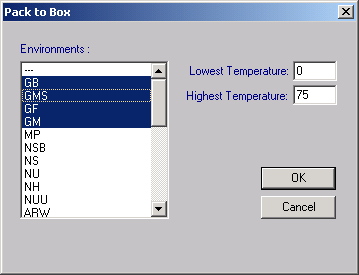 Pack to Box
Environments :
---
GB
GMS
GF
GM
MP
NSB
NS
NU
NH
NUU
ARW
Lowest Temperature: 0
Highest Temperature: 75
OK
Cancel